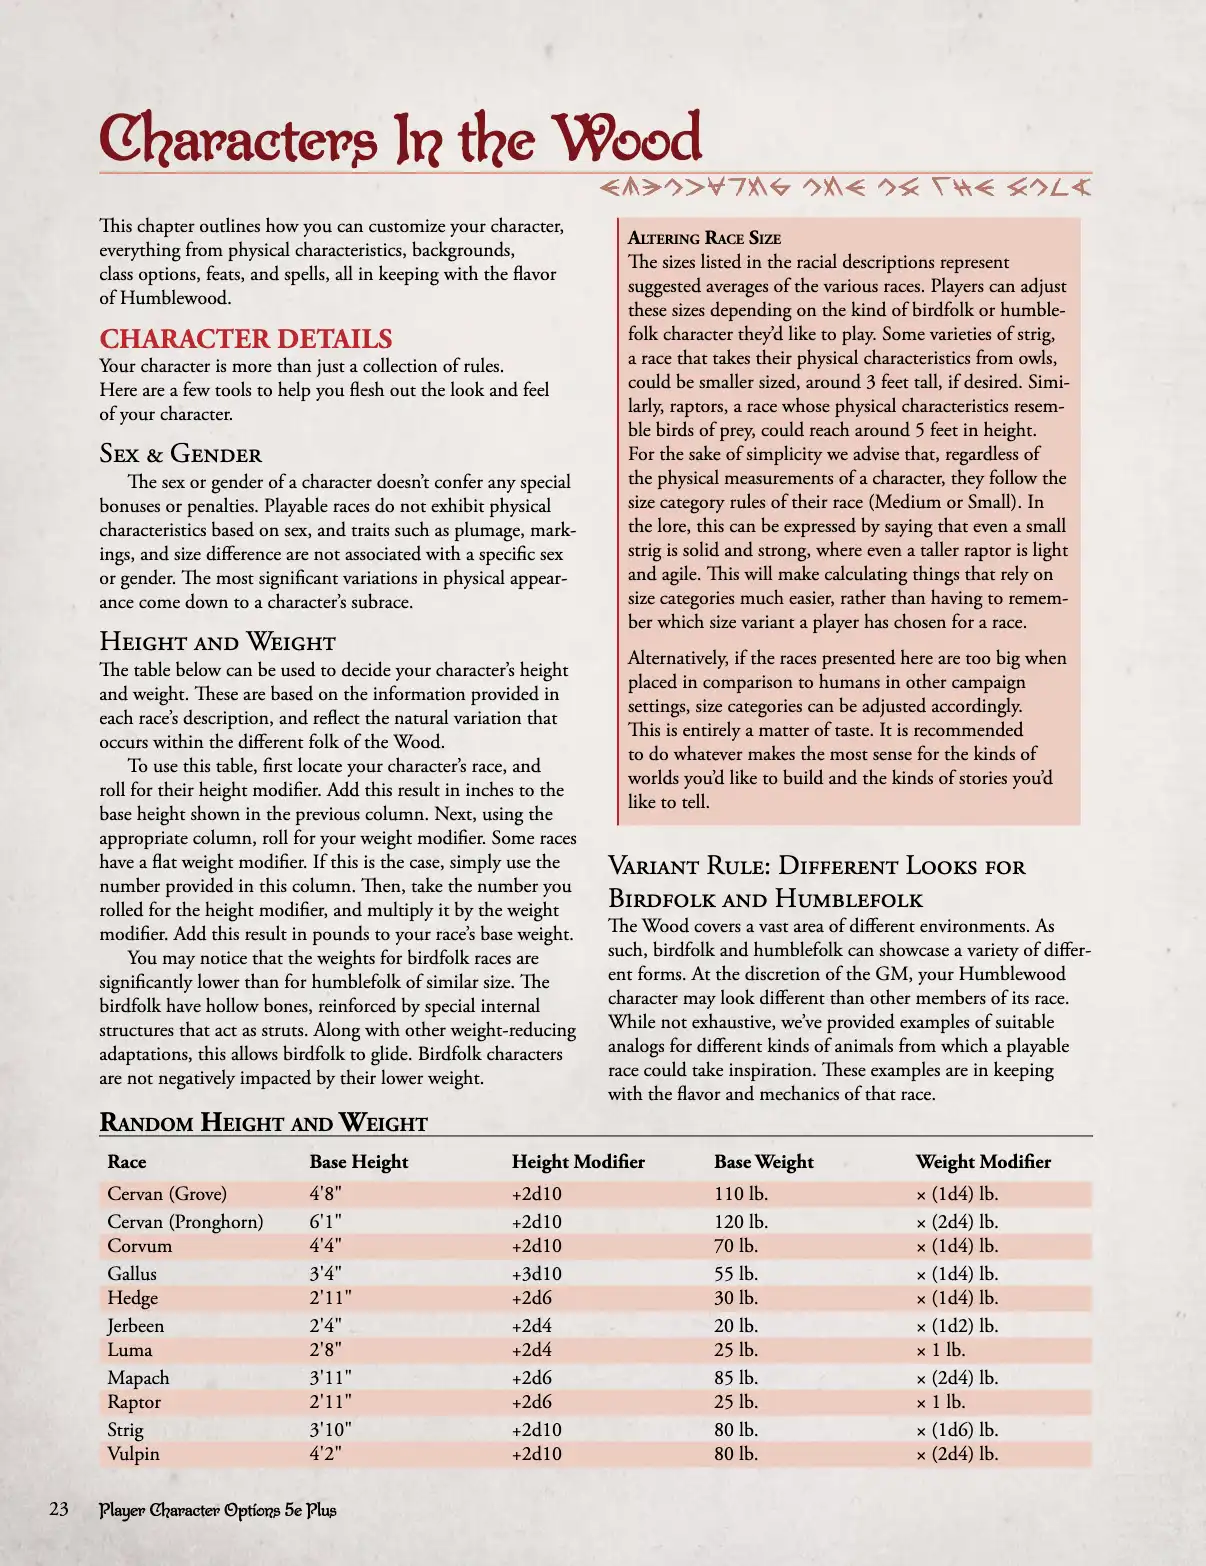 Characters In the Wood
This chapter outlines how you can customize your character,
everything from physical characteristics, backgrounds,
class options, feats, and spells, all in keeping with the flavor
of Humblewood.
CHARACTER DETAILS
Your character is more than just a collection of rules.
Here are a few tools to help you flesh out the look and feel
of your character.
Sex & Gender
The sex or gender of a character doesn't confer any special
bonuses or penalties. Playable races do not exhibit physical
characteristics based on sex, and traits such as plumage, mark-
ings, and size difference are not associated with a specific sex
or gender. The most significant variations in physical appear-
ance come down to a character's subrace.
Height and Weight
The table below can be used to decide your character's height
and weight. These are based on the information provided in
each race's description, and reflect the natural variation that
occurs within the different folk of the Wood.
To use this table, first locate your character's race, and
roll for their height modifier. Add this result in inches to the
base height shown in the previous column. Next, using the
appropriate column, roll for your weight modifier. Some races
have a flat weight modifier. If this is the case, simply use the
number provided in this column. Then, take the number you
rolled for the height modifier, and multiply it by the weight
modifier. Add this result in pounds to your race's base weight.
You may notice that the weights for birdfolk races are
significantly lower than for humblefolk of similar size. The
birdfolk have hollow bones, reinforced by special internal
structures that act as struts. Along with other weight-reducing
adaptations, this allows birdfolk to glide. Birdfolk characters
are not negatively impacted by their lower weight.
Altering Race Size
The sizes listed in the racial descriptions represent
suggested averages of the various races. Players can adjust
these sizes depending on the kind of birdfolk or humble-
folk character they'd like to play. Some varieties of strig,
a race that takes their physical characteristics from owls,
could be smaller sized, around 3 feet tall, if desired. Simi-
larly, raptors, a race whose physical characteristics resem-
ble birds of prey, could reach around 5 feet in height.
For the sake of simplicity we advise that, regardless of
the physical measurements of a character, they follow the
size category rules of their race (Medium or Small). In
the lore, this can be expressed by saying that even a small
strig is solid and strong, where even a taller raptor is light
and agile. This will make calculating things that rely on
size categories much easier, rather than having to remem-
ber which size variant a player has chosen for a race.
Alternatively, if the races presented here are too big when
placed in comparison to humans in other campaign
settings, size categories can be adjusted accordingly.
This is entirely a matter of taste. It is recommended
to do whatever makes the most sense for the kinds of
worlds you'd like to build and the kinds of stories you'd
like to tell.
Variant Rule: Different Looks for
Birdfolk and Humblefolk
The Wood covers a vast area of different environments. As
such, birdfolk and humblefolk can showcase a variety of differ-
ent forms. At the discretion of the GM, your Humblewood
character may look different than other members of its race.
While not exhaustive, we've provided examples of suitable
analogs for different kinds of animals from which a playable
race could take inspiration. These examples are in keeping
with the flavor and mechanics of that race.
Random Height and Weight
Race Base Height Height Modifier Base Weight Weight Modifier
Cervan (Grove) 4'8" +2d10 110 lb. × (1d4) lb.
Cervan (Pronghorn) 6'1" +2d10 120 lb. × (2d4) lb.
Corvum 4'4" +2d10 70 lb. × (1d4) lb.
Gallus 3'4" +3d10 55 lb. × (1d4) lb.
Hedge 2'11" +2d6 30 lb. × (1d4) lb.
Jerbeen 2'4" +2d4 20 lb. × (1d2) lb.
Luma 2'8" +2d4 25 lb. × 1 lb.
Mapach 3'11" +2d6 85 lb. × (2d4) lb.
Raptor 2'11" +2d6 25 lb. × 1 lb.
Strig 3'10" +2d10 80 lb. × (1d6) lb.
Vulpin 4'2" +2d10 80 lb. × (2d4) lb.
23 Player Character Options 5e Plus